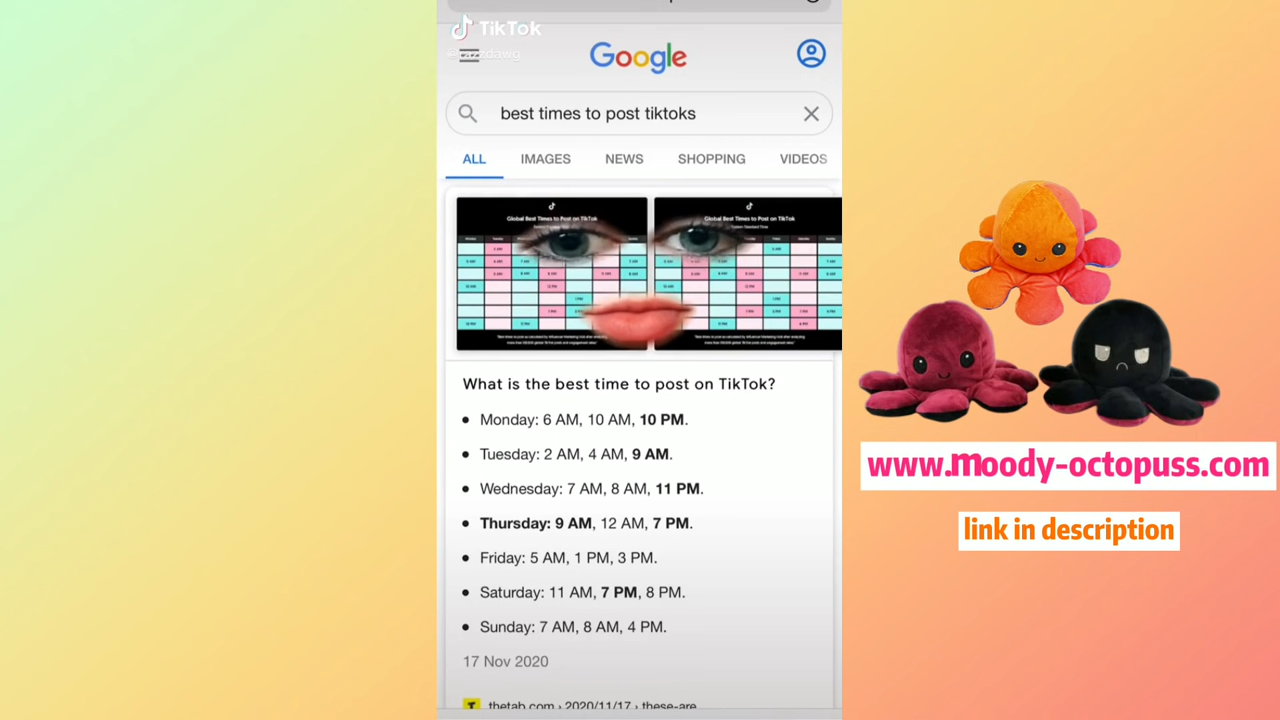 TikTok
Google
best times to post tiktoks
ALL IMAGES NEWS SHOPPING VIDEOS
Global Best Times to Post on TikTok
Global Best Times to Post on TikTok
What is the best time to post on TikTok?
Monday: 6 AM, 10 AM, 10 PM.
Tuesday: 2 AM, 4 AM, 9 AM.
Wednesday: 7 AM, 8 AM, 11 PM.
Thursday: 9 AM, 12 AM, 7 PM.
Friday: 5 AM, 1 PM, 3 PM.
Saturday: 11 AM, 7 PM, 8 PM.
Sunday: 7 AM, 8 AM, 4 PM.
17 Nov 2020
thetab.com › 2020/11/17 › these-are
www.moody-octopuss.com
link in description